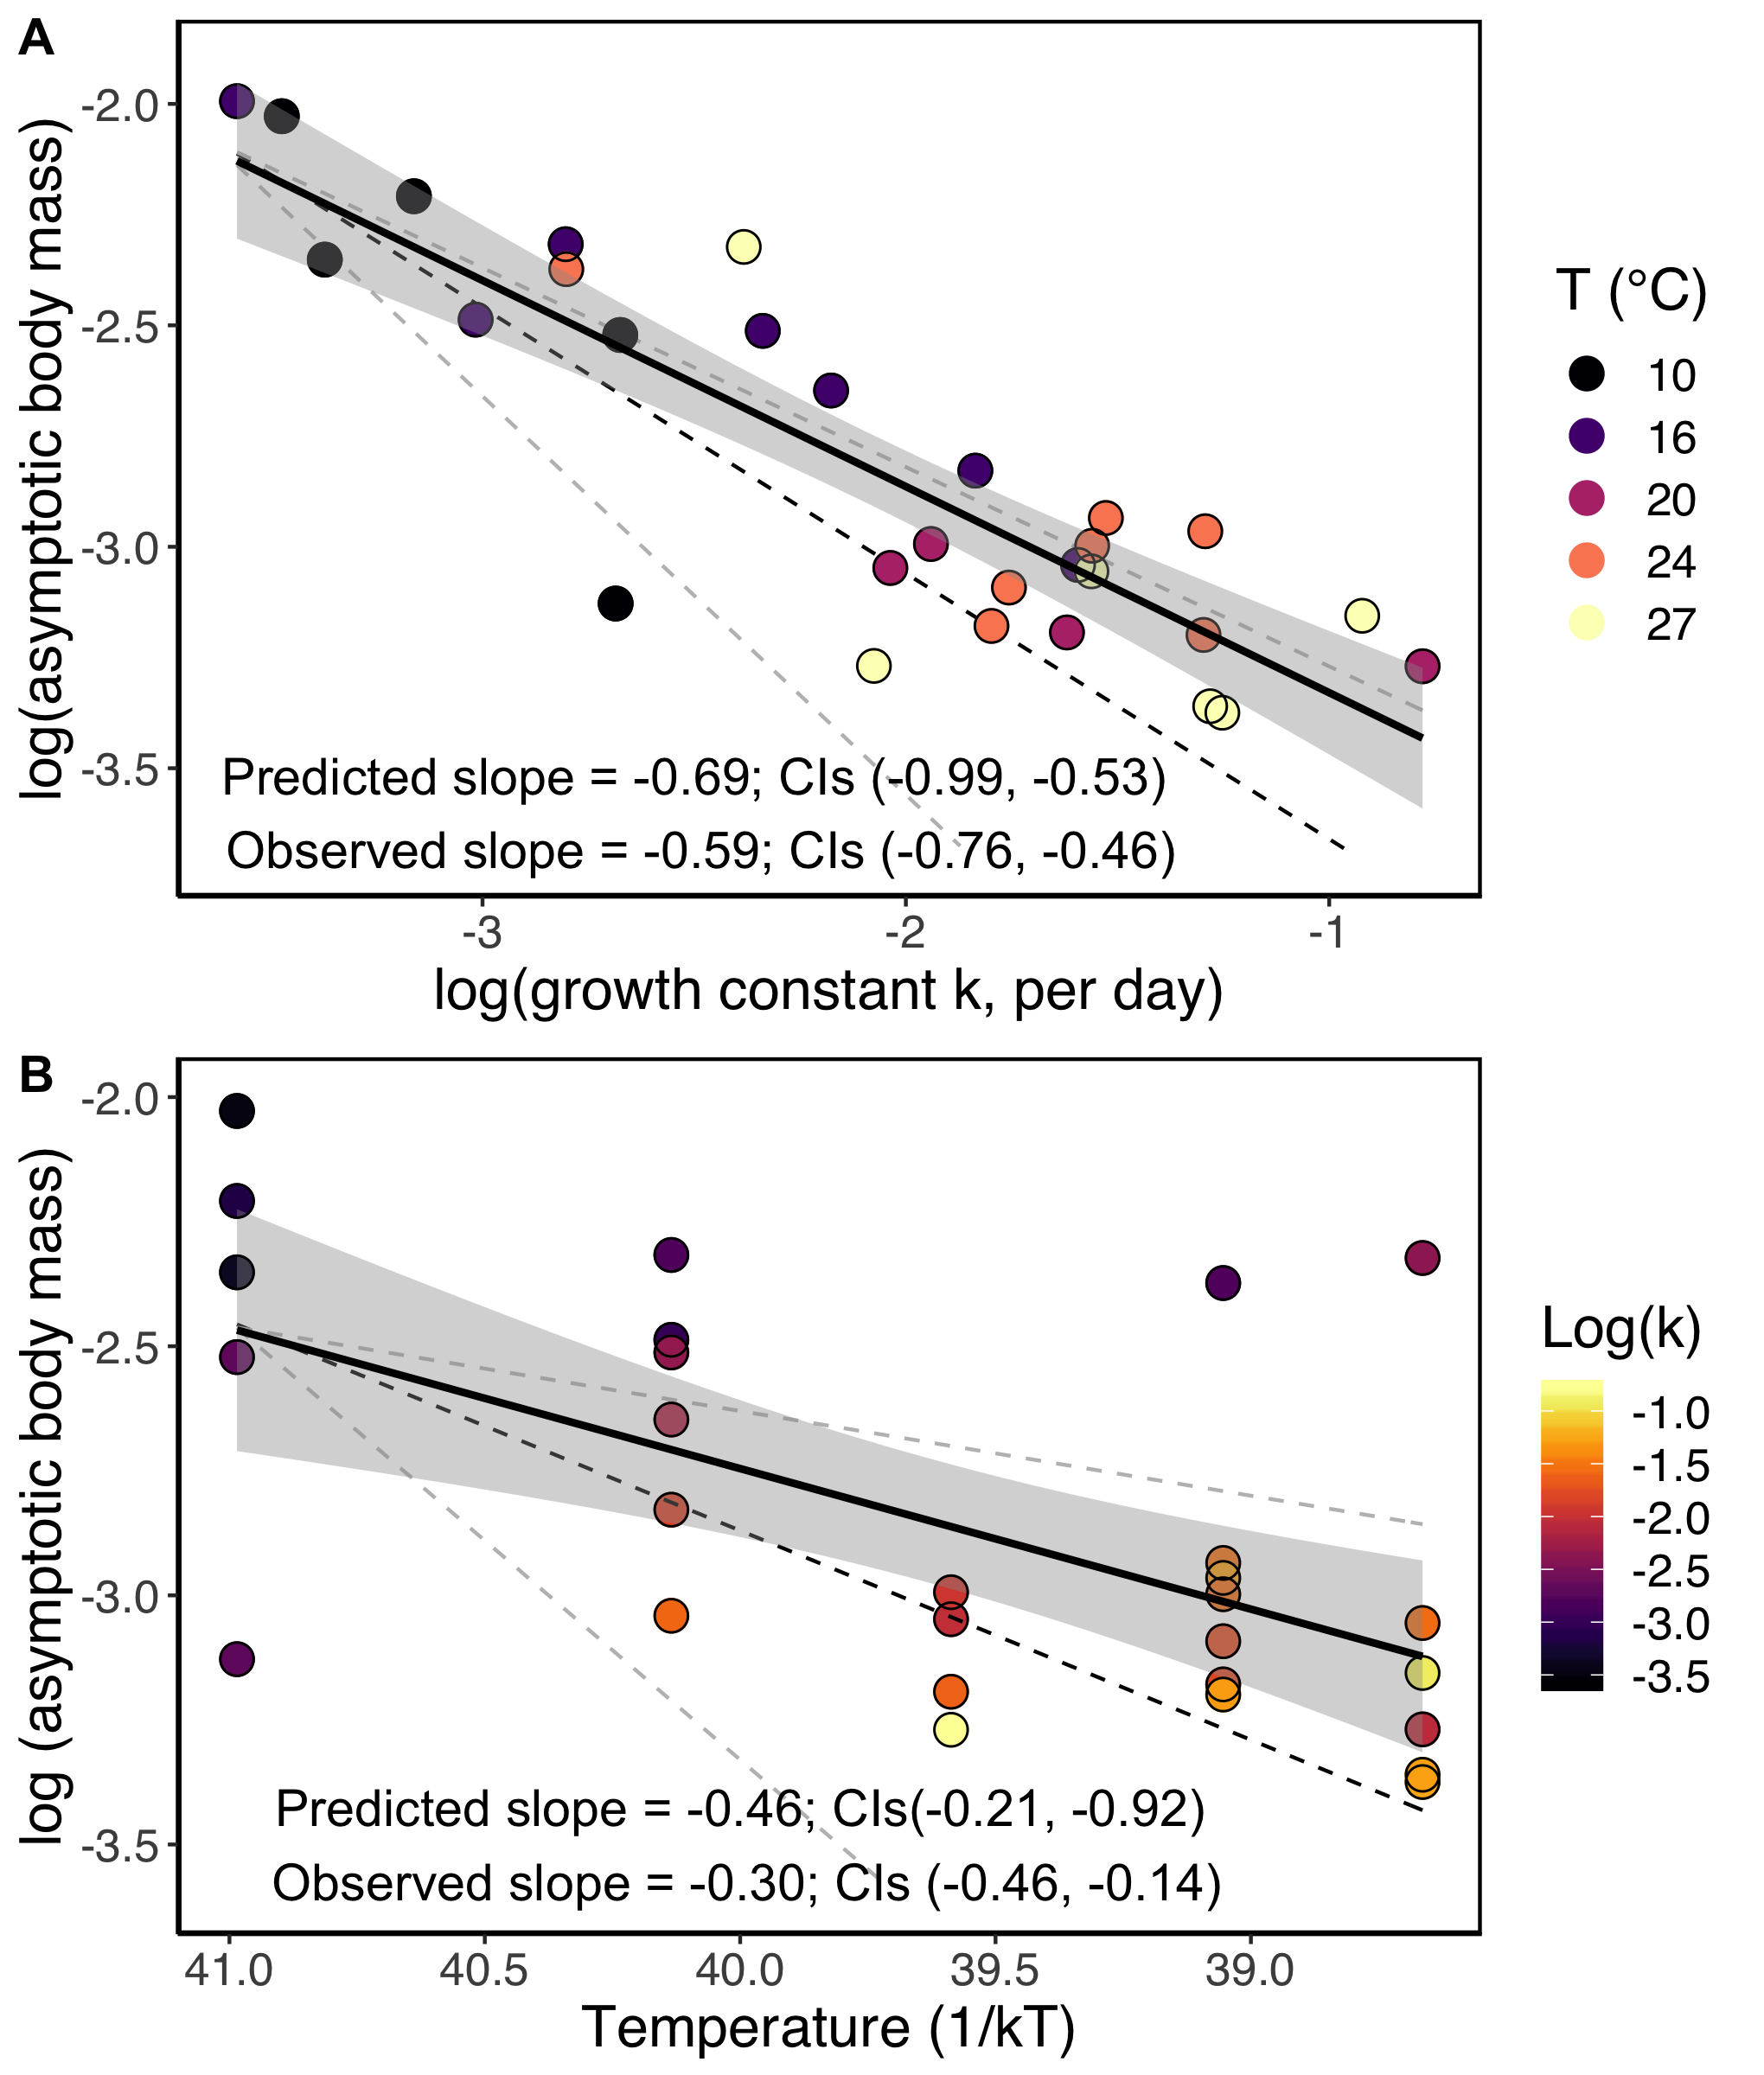 A
log(asymptotic body mass)
-2.0
-2.5
-3.0
-3.5
Predicted slope = -0.69; CIs (-0.99, -0.53)
Observed slope = -0.59; CIs (-0.76, -0.46)
-3
-2
-1
log(growth constant k, per day)
T (°C)
10
16
20
24
27
B
log (asymptotic body mass)
-2.0
-2.5
-3.0
-3.5
Predicted slope = -0.46; CIs(-0.21, -0.92)
Observed slope = -0.30; CIs (-0.46, -0.14)
41.0
40.5
40.0
39.5
39.0
Temperature (1/kT)
Log(k)
-1.0
-1.5
-2.0
-2.5
-3.0
-3.5